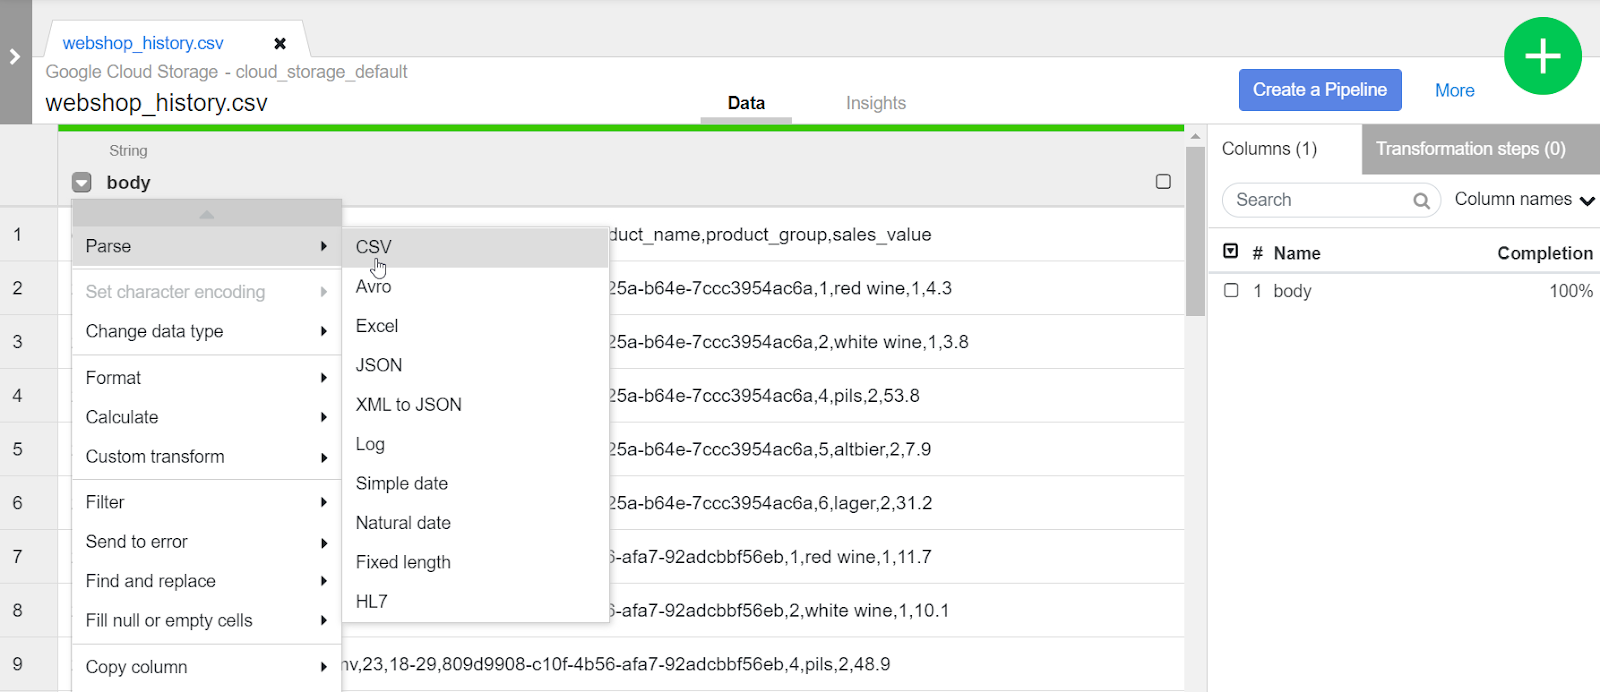 webshop_history.csv
Google Cloud Storage - cloud_storage_default
webshop_history.csv
Data
Insights
Create a Pipeline
More
String
body
Columns (1)
Transformation steps (0)
Search
Column names
# Name Completion
1 body 100%
Parse
Set character encoding
Change data type
Format
Calculate
Custom transform
Filter
Send to error
Find and replace
Fill null or empty cells
Copy column
CSV
Avro
Excel
JSON
XML to JSON
Log
Simple date
Natural date
Fixed length
HL7
1 duct_name,product_group,sales_value
2 25a-b64e-7ccc3954ac6a,1,red wine,1,4.3
3 25a-b64e-7ccc3954ac6a,2,white wine,1,3.8
4 25a-b64e-7ccc3954ac6a,4,pils,2,53.8
5 25a-b64e-7ccc3954ac6a,5,altbier,2,7.9
6 25a-b64e-7ccc3954ac6a,6,lager,2,31.2
7 6-afa7-92adcbbf56eb,1,red wine,1,11.7
8 6-afa7-92adcbbf56eb,2,white wine,1,10.1
9 nv,23,18-29,809d9908-c10f-4b56-afa7-92adcbbf56eb,4,pils,2,48.9